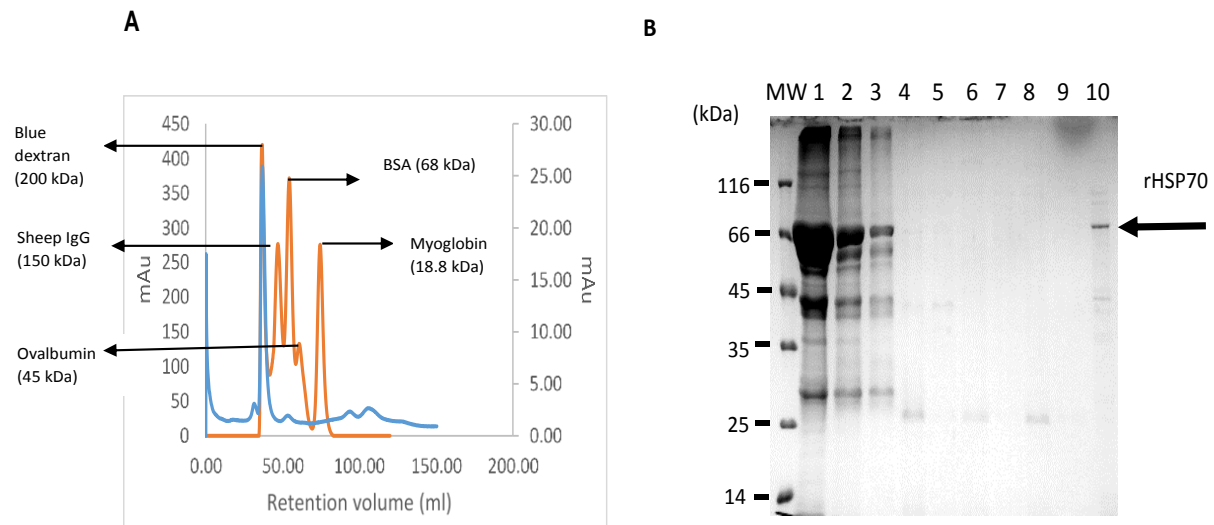 A
Blue
dextran
(200 kDa)
Sheep IgG
(150 kDa)
Ovalbumin
(45 kDa)
BSA (68 kDa)
Myoglobin
(18.8 kDa)
450
400
350
300
250
200
150
100
50
0
mAu
30.00
25.00
20.00
15.00
10.00
5.00
0.00
mAu
0.00 50.00 100.00 150.00 200.00
Retention volume (ml)
B
MW 1 2 3 4 5 6 7 8 9 10
(kDa)
116
66
45
35
25
14
rHSP70